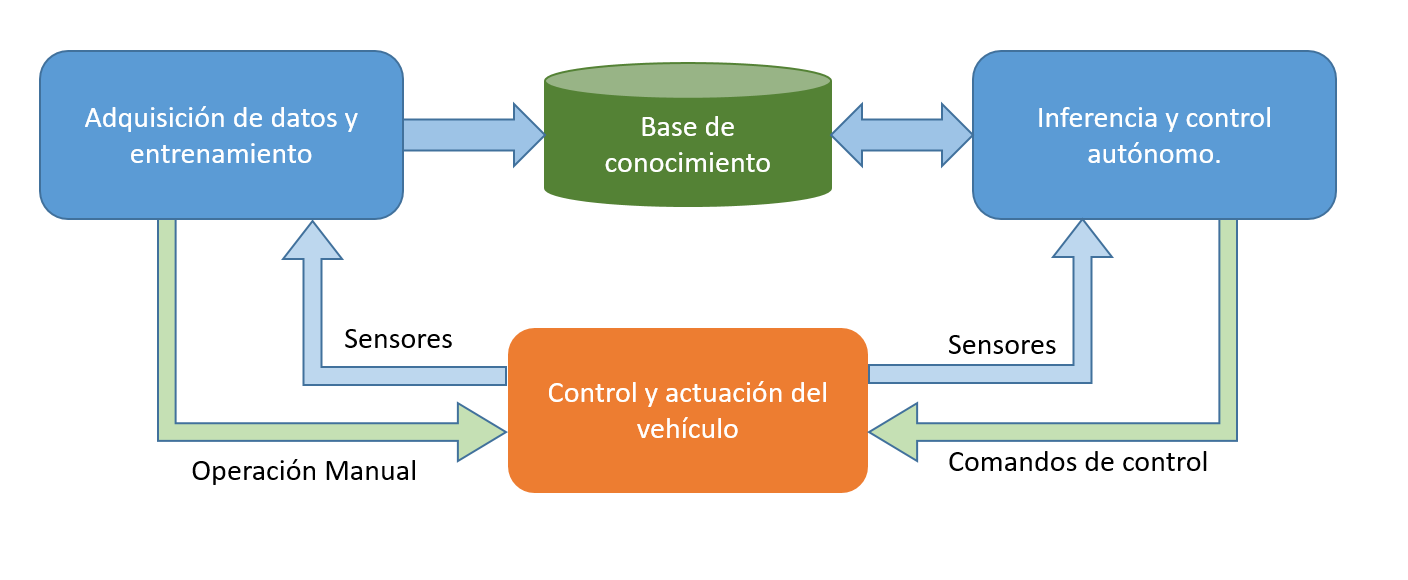 Adquisición de datos y
entrenamiento
Base de
conocimiento
Inferencia y control
autónomo.
Sensores
Sensores
Control y actuación del
vehículo
Operación Manual
Comandos de control